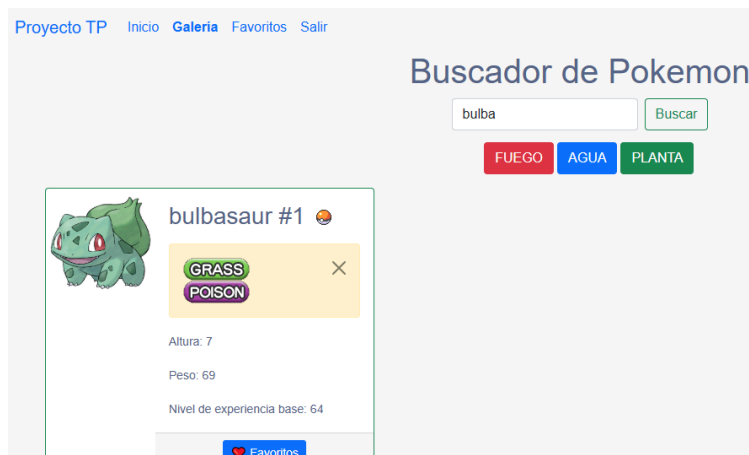 Proyecto TP Inicio Galeria Favoritos Salir
Buscador de Pokemon
bulba Buscar
FUEGO AGUA PLANTA
bulbasaur #1
GRASS
POISON
Altura: 7
Peso: 69
Nivel de experiencia base: 64
Favoritos